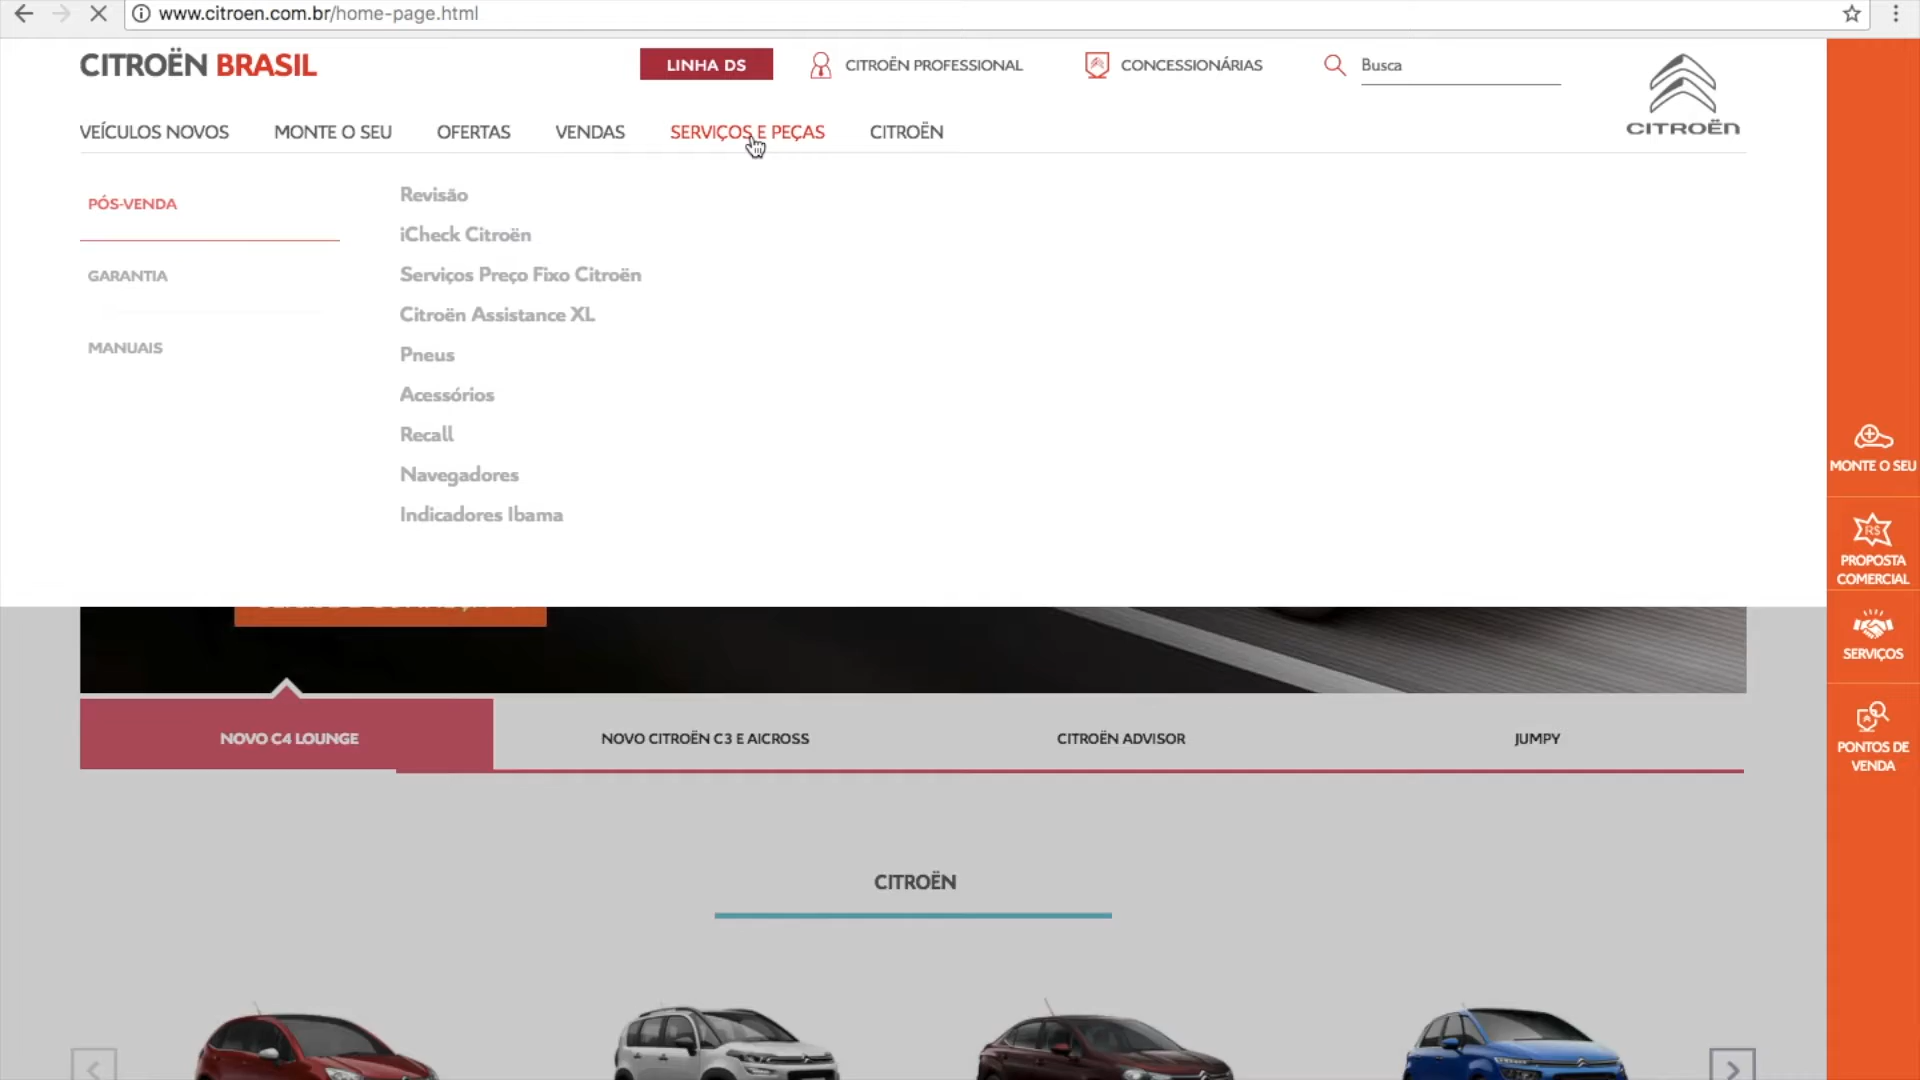 www.citroen.com.br/home-page.html
CITROËN BRASIL
LINHA DS
CITROËN PROFESSIONAL
CONCESSIONÁRIAS
Busca
CITROËN
VEÍCULOS NOVOS
MONTE O SEU
OFERTAS
VENDAS
SERVIÇOS E PEÇAS
CITROËN
PÓS-VENDA
GARANTIA
MANUAIS
Revisão
iCheck Citroën
Serviços Preço Fixo Citroën
Citroën Assistance XL
Pneus
Acessórios
Recall
Navegadores
Indicadores Ibama
MONTE O SEU
R$
PROPOSTA
COMERCIAL
SERVIÇOS
PONTOS DE
VENDA
NOVO C4 LOUNGE
NOVO CITROËN C3 E AICROSS
CITROËN ADVISOR
JUMPY
CITROËN